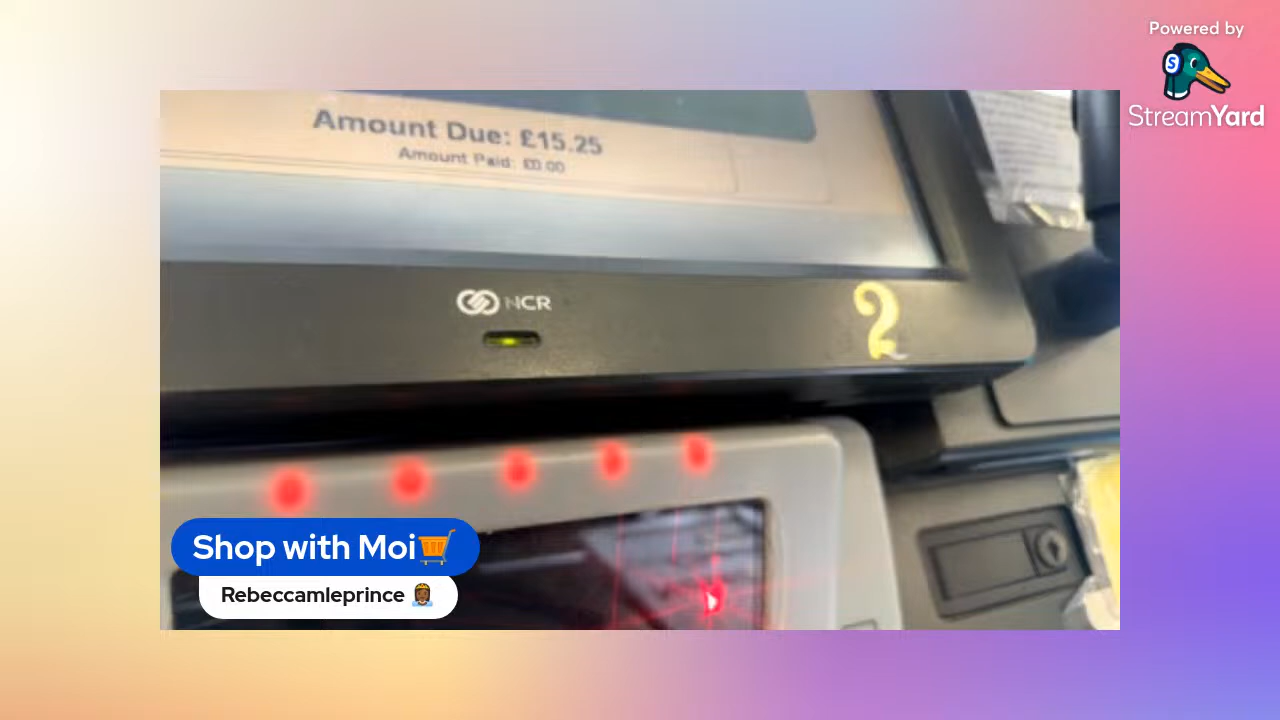 Powered by
StreamYard
Amount Due: £15.25
Amount Paid: £0.00
NCR
2
Shop with Moi🛒
Rebeccamleprince 👸🏾